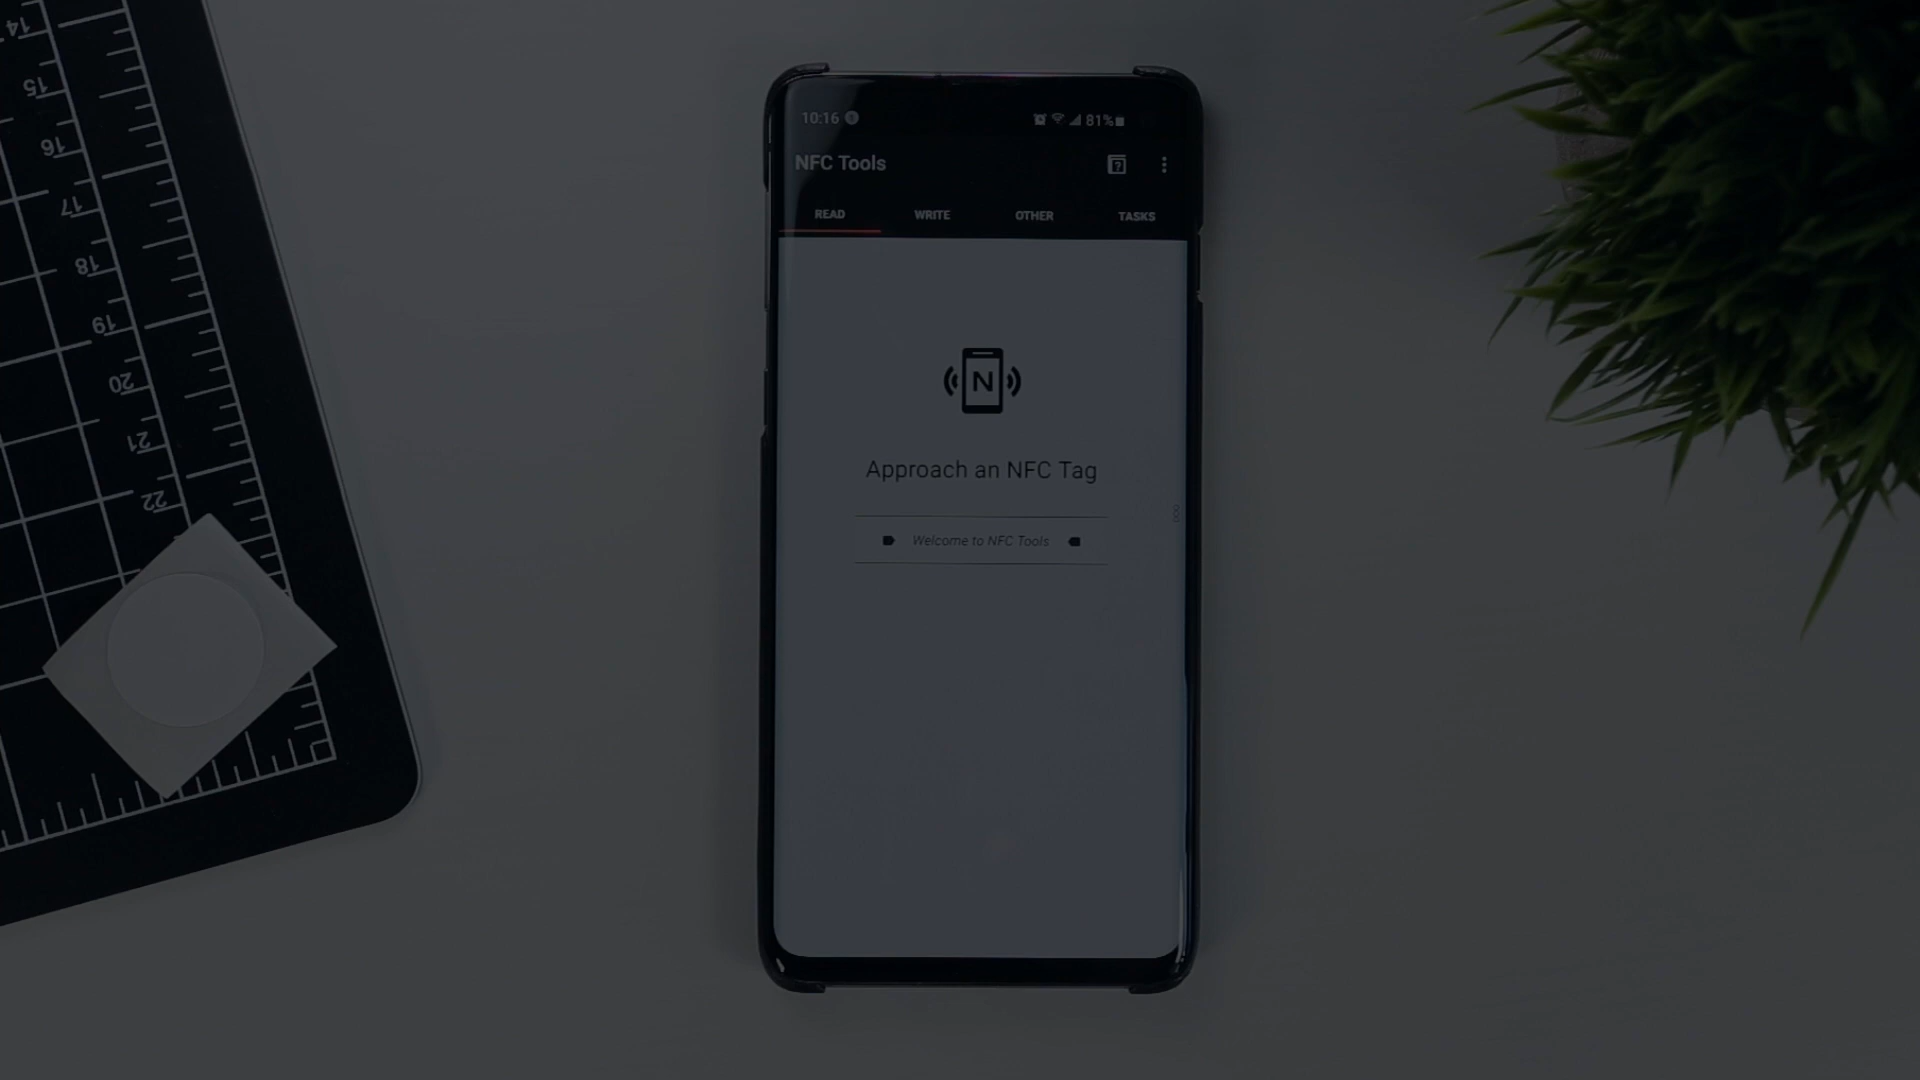 14
15
16
17
18
19
20
21
22
10:16
81%
NFC Tools
READ WRITE OTHER TASKS
N
Approach an NFC Tag
Welcome to NFC Tools